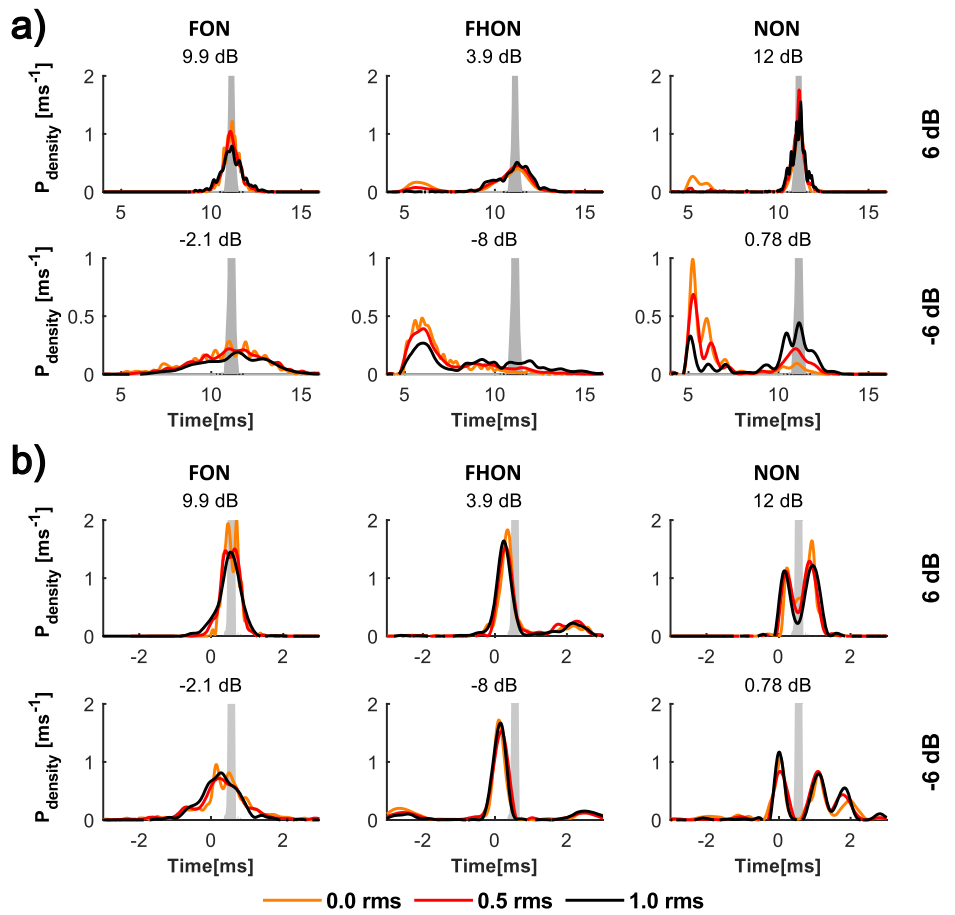 a)
FON FHON NON
9.9 dB 3.9 dB 12 dB
P density [ms-1]
2 1 0
5 10 15
2 1 0
5 10 15
2 1 0
5 10 15
6 dB
-2.1 dB -8 dB 0.78 dB
P density [ms-1]
1 0.5 0
5 10 15
1 0.5 0
5 10 15
1 0.5 0
5 10 15
-6 dB
Time[ms] Time[ms] Time[ms]
b)
FON FHON NON
9.9 dB 3.9 dB 12 dB
P density [ms-1]
2 1 0
-2 0 2
2 1 0
-2 0 2
2 1 0
-2 0 2
6 dB
-2.1 dB -8 dB 0.78 dB
P density [ms-1]
2 1 0
-2 0 2
2 1 0
-2 0 2
2 1 0
-2 0 2
-6 dB
Time[ms] Time[ms] Time[ms]
0.0 rms 0.5 rms 1.0 rms